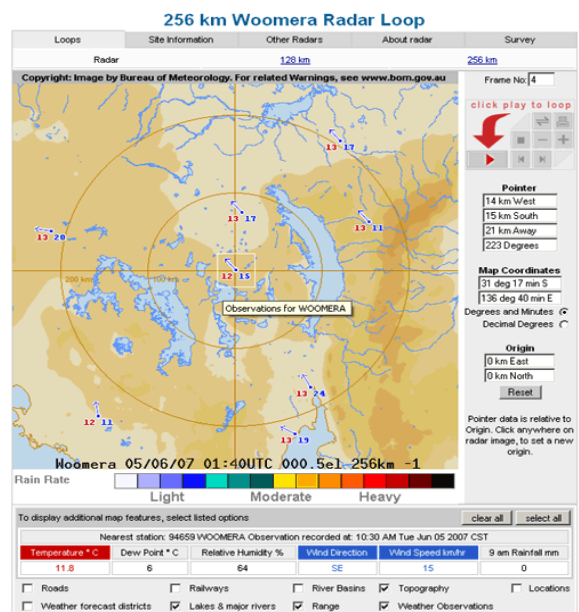 256 km Woomera Radar Loop
Loops Site Information Other Radars About radar Survey
Radar 128 km 256 km
Copyright: Image by Bureau of Meteorology. For related Warnings, see www.bom.gov.au
Frame No: 4
click play to loop
Pointer
14 km West
15 km South
21 km Away
223 Degrees
Map Coordinates
31 deg 17 min S
136 deg 40 min E
Degrees and Minutes
Decimal Degrees
Origin
0 km East
0 km North
Reset
Pointer data is relative to
Origin. Click anywhere on
radar image, to set a new
origin.
13 17
13 17
13 11
13 20
200 km 100 km
12 15
Observations for WOOMERA
13 24
12 11
13 19
Woomera 05/06/07 01:40UTC 000.5el 256km -1
Rain Rate
Light Moderate Heavy
To display additional map features, select listed options clear all select all
Nearest station: 94659 WOOMERA Observation recorded at: 10:30 AM Tue Jun 05 2007
CST
Temperature ° C Dew Point ° C Relative Humidity % Wind Direction Wind Speed km/hr 9 am Rainfall mm
11.8 6 64 SE 15 0
Roads Railways River Basins Topography Locations
Weather forecast districts Lakes & major rivers Range Weather Observations